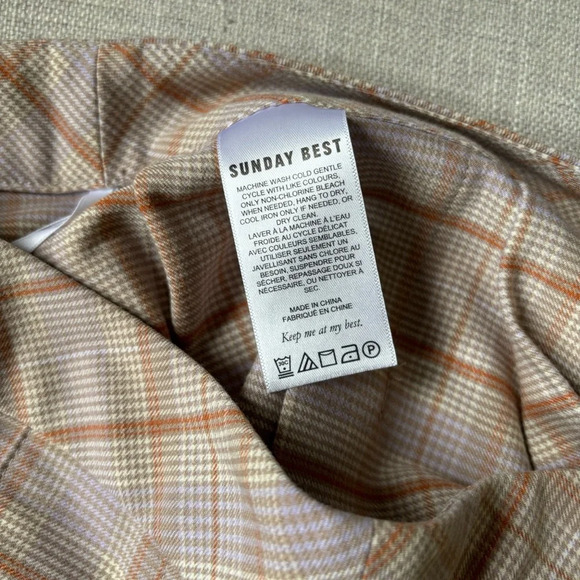 SUNDAY BEST
MACHINE WASH COLD GENTLE
CYCLE WITH LIKE COLOURS,
ONLY NON-CHLORINE BLEACH
WHEN NEEDED, HANG TO DRY,
COOL IRON ONLY IF NEEDED, OR
DRY CLEAN.
LAVER À LA MACHINE À L'EAU
FROIDE AU CYCLE DÉLICAT
AVEC COULEURS SEMBLABLES,
UTILISER SEULEMENT UN
JAVELLISANT SANS CHLORE AU
BESOIN, SUSPENDRE POUR
SÉCHER, REPASSAGE DOUX SI
NÉCESSAIRE, OU NETTOYER À
SEC.
MADE IN CHINA
FABRIQUÉ EN CHINE
Keep me at my best.
P